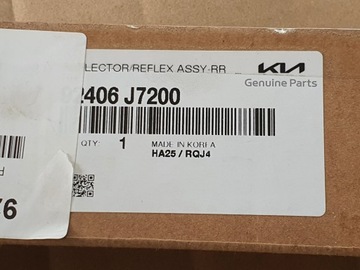 LECTOR/REFLEX ASSY-RR
KIA
Genuine Parts
2406 J7200
QTY: 1 MADE IN KOREA
HA25 / RQJ4
d
76